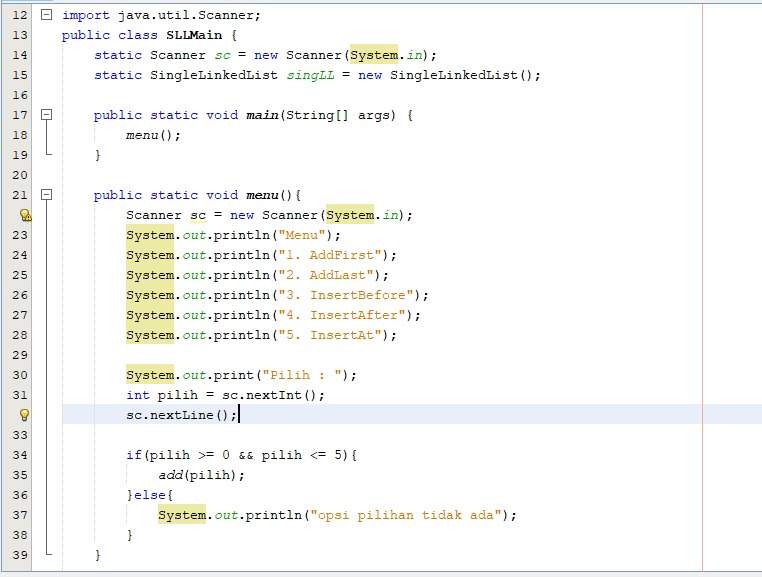 12 import java.util.Scanner;
13 public class SLLMain {
14 static Scanner sc = new Scanner(System.in);
15 static SingleLinkedList singLL = new SingleLinkedList();
16
17 public static void main(String[] args) {
18 menu();
19 }
20
21 public static void menu(){
Scanner sc = new Scanner(System.in);
23 System.out.println("Menu");
24 System.out.println("1. AddFirst");
25 System.out.println("2. AddLast");
26 System.out.println("3. InsertBefore");
27 System.out.println("4. InsertAfter");
28 System.out.println("5. InsertAt");
29
30 System.out.print("Pilih : ");
31 int pilih = sc.nextInt();
sc.nextLine();
33
34 if(pilih >= 0 && pilih <= 5){
35 add(pilih);
36 }else{
37 System.out.println("opsi pilihan tidak ada");
38 }
39 }